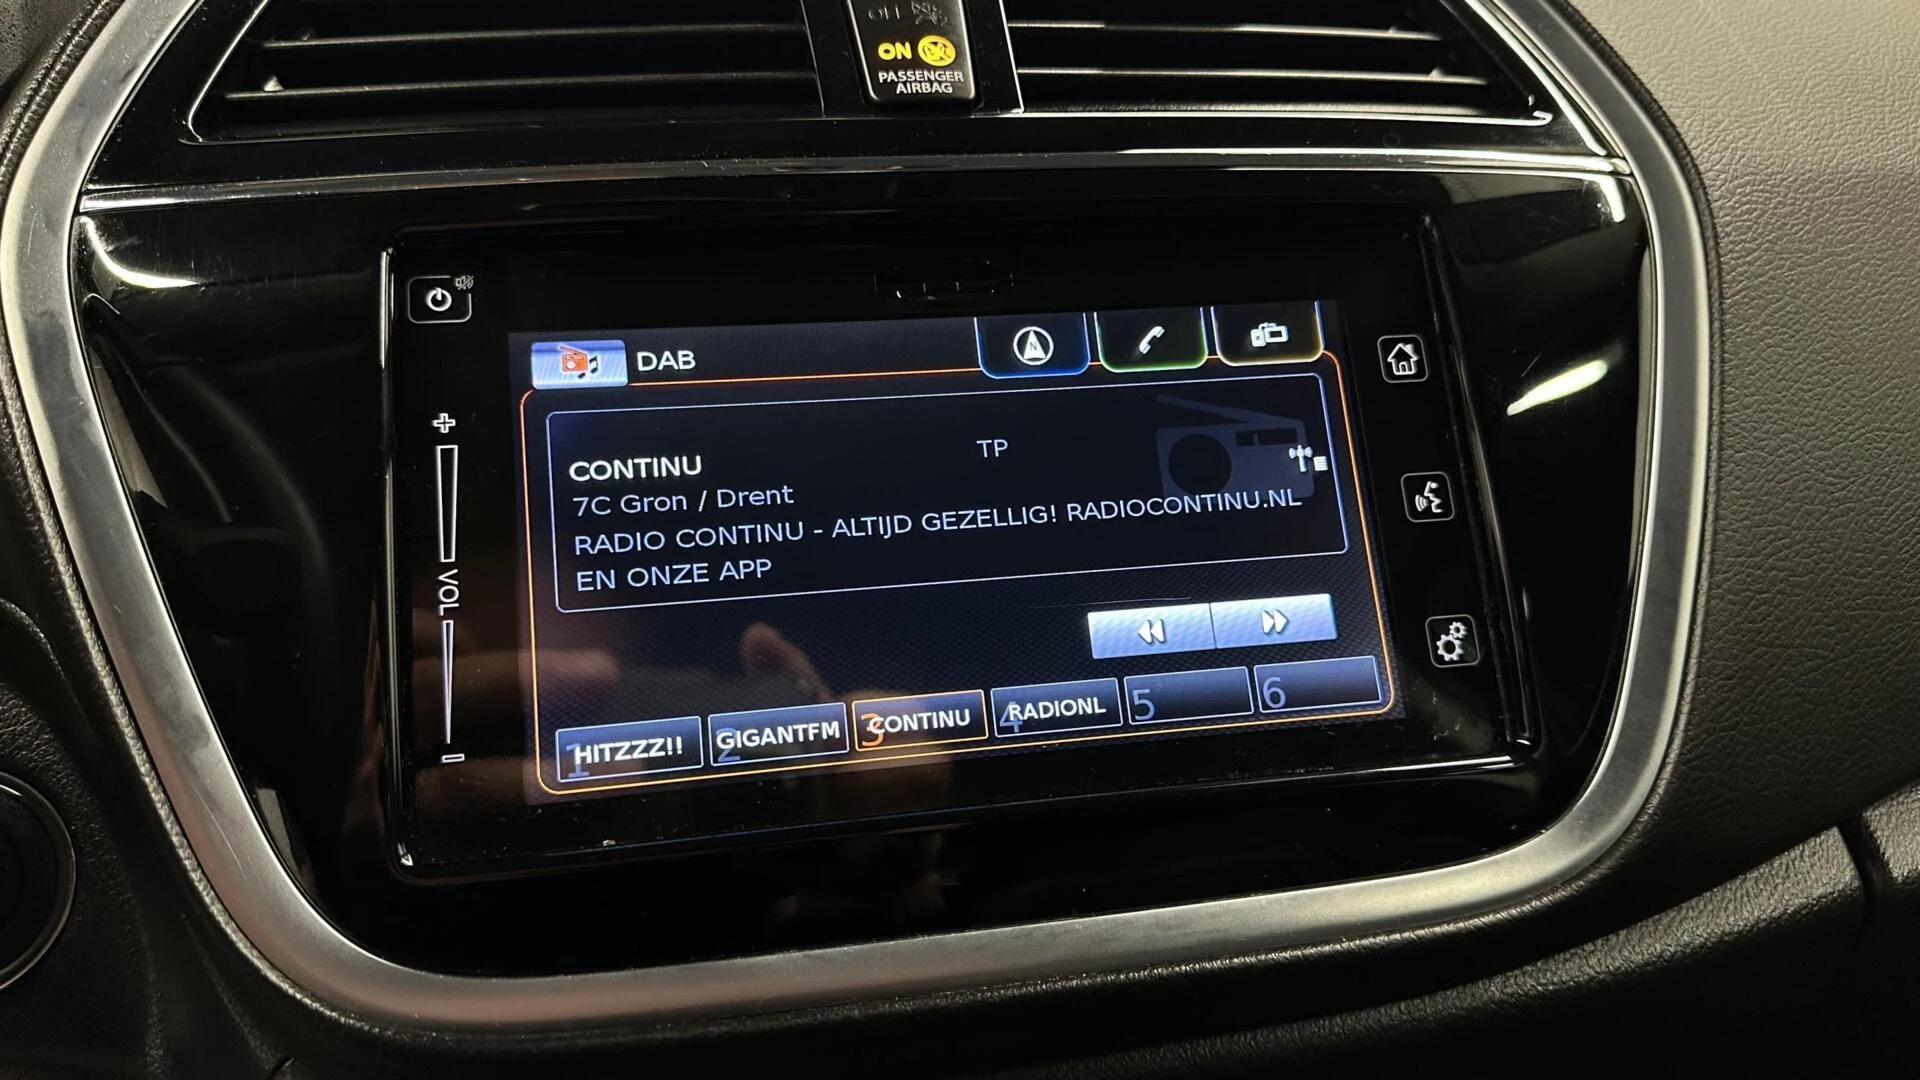 OFF
ON
PASSENGER
AIRBAG
DAB
N
TP
CONTINU
7C Gron / Drent
RADIO CONTINU - ALTIJD GEZELLIG! RADIOCONTINU.NL
EN ONZE APP
+
VOL
-
1 HITZZZ!!
2 GIGANTFM
3 CONTINU
4 RADIONL
5
6